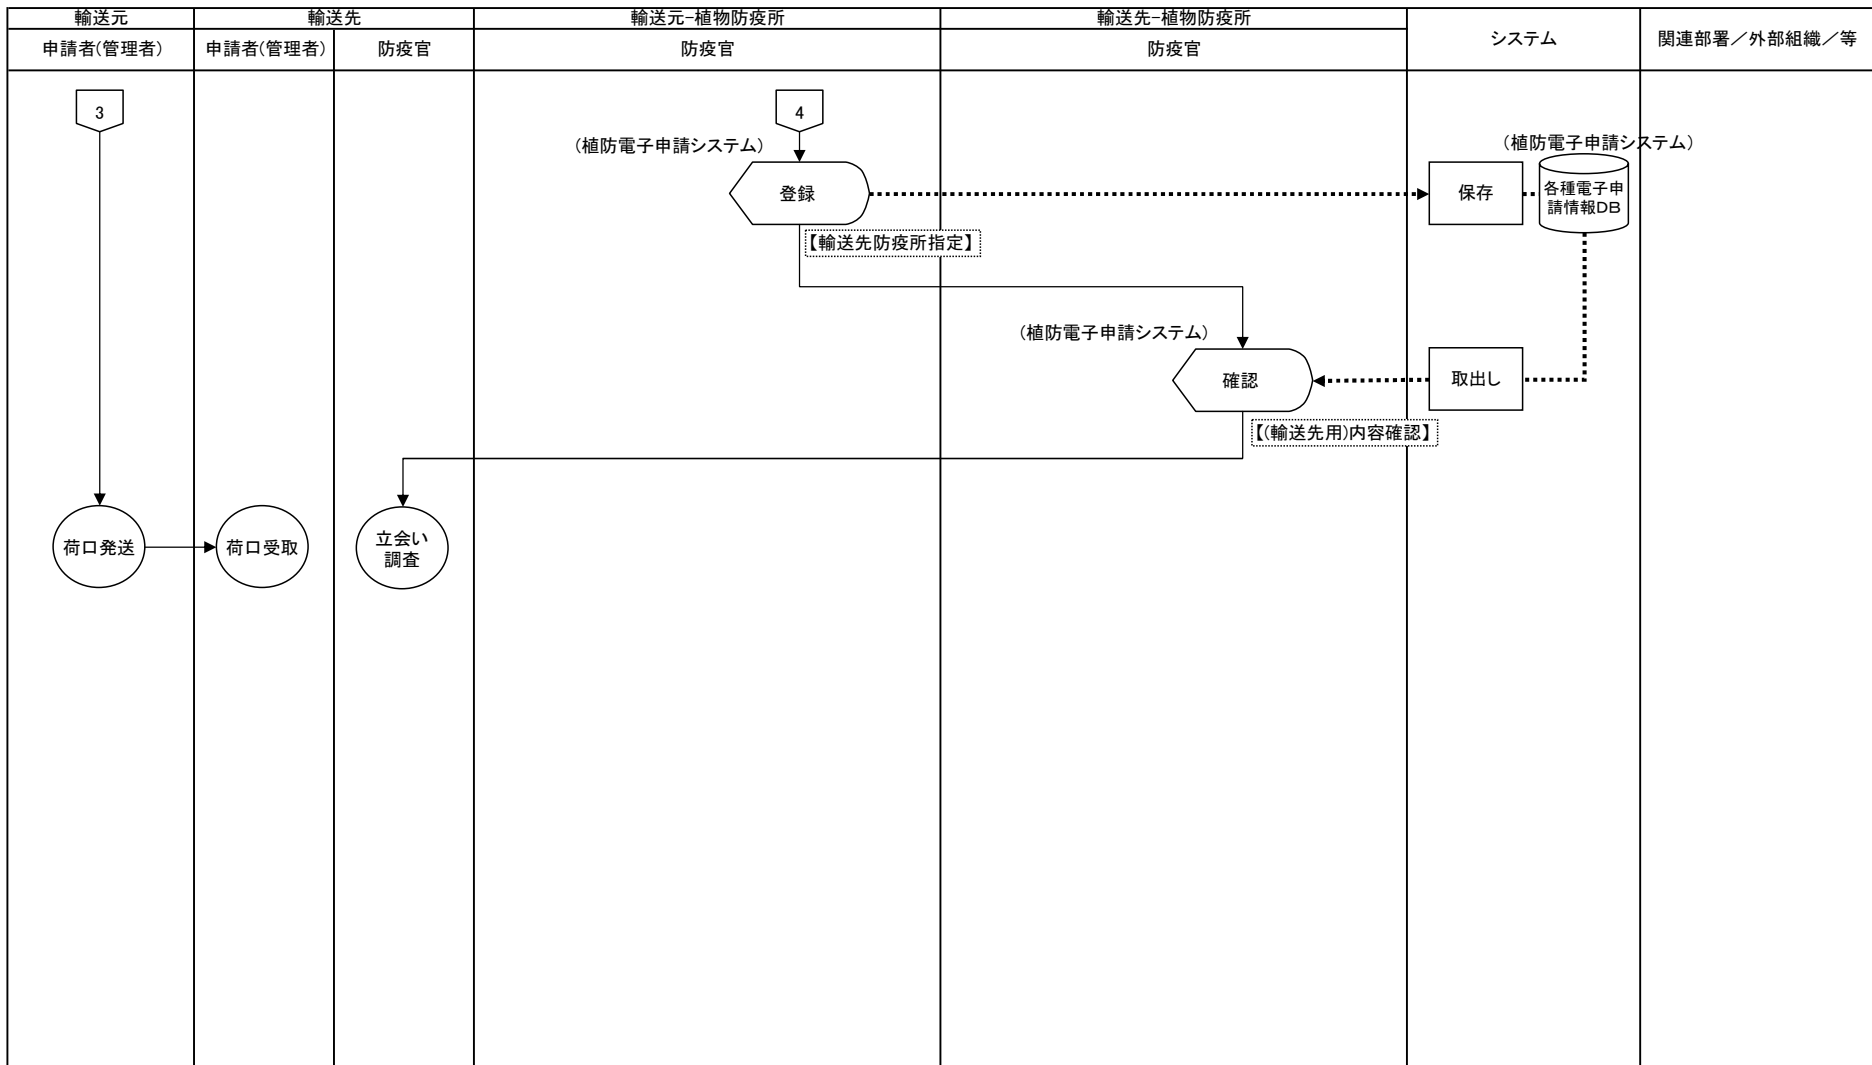 輸送元
輸送先
輸送元-植物防疫所
輸送先-植物防疫所
システム
関連部署／外部組織／等
申請者(管理者)
申請者(管理者)
防疫官
防疫官
防疫官
3
4
(植防電子申請システム)
(植防電子申請システム)
登録
保存
各種電子申
請情報DB
【輸送先防疫所指定】
(植防電子申請システム)
確認
取出し
【(輸送先用)内容確認】
荷口発送
荷口受取
立会い
調査